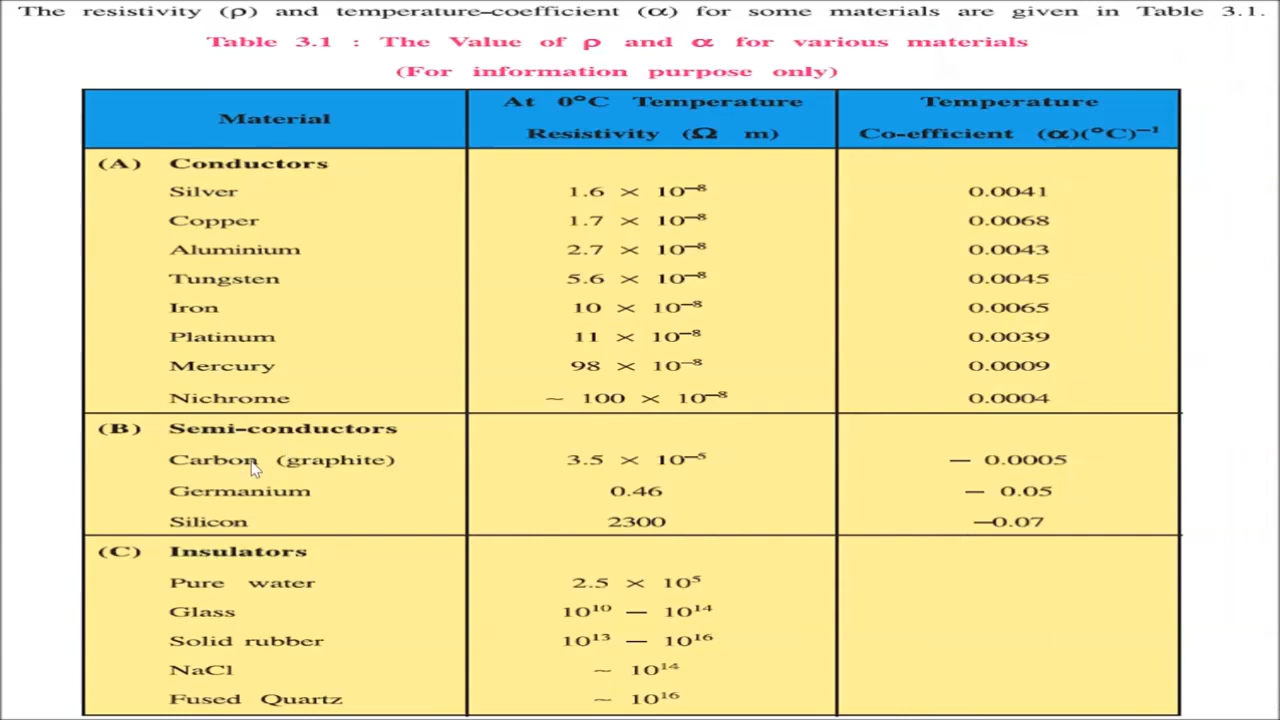 The resistivity (ρ) and temperature–coefficient (α) for some materials are given in Table 3.1.
Table 3.1 : The Value of ρ and α for various materials
(For information purpose only)
Material At 0°C Temperature Resistivity (Ω m) Temperature Co-efficient (α)(°C)⁻¹
(A) Conductors
Silver 1.6 × 10⁻⁸ 0.0041
Copper 1.7 × 10⁻⁸ 0.0068
Aluminium 2.7 × 10⁻⁸ 0.0043
Tungsten 5.6 × 10⁻⁸ 0.0045
Iron 10 × 10⁻⁸ 0.0065
Platinum 11 × 10⁻⁸ 0.0039
Mercury 98 × 10⁻⁸ 0.0009
Nichrome ~ 100 × 10⁻⁸ 0.0004
(B) Semi-conductors
Carbon (graphite) 3.5 × 10⁻⁵ – 0.0005
Germanium 0.46 – 0.05
Silicon 2300 –0.07
(C) Insulators
Pure water 2.5 × 10⁵
Glass 10¹⁰ – 10¹⁴
Solid rubber 10¹³ – 10¹⁶
NaCl ~ 10¹⁴
Fused Quartz ~ 10¹⁶